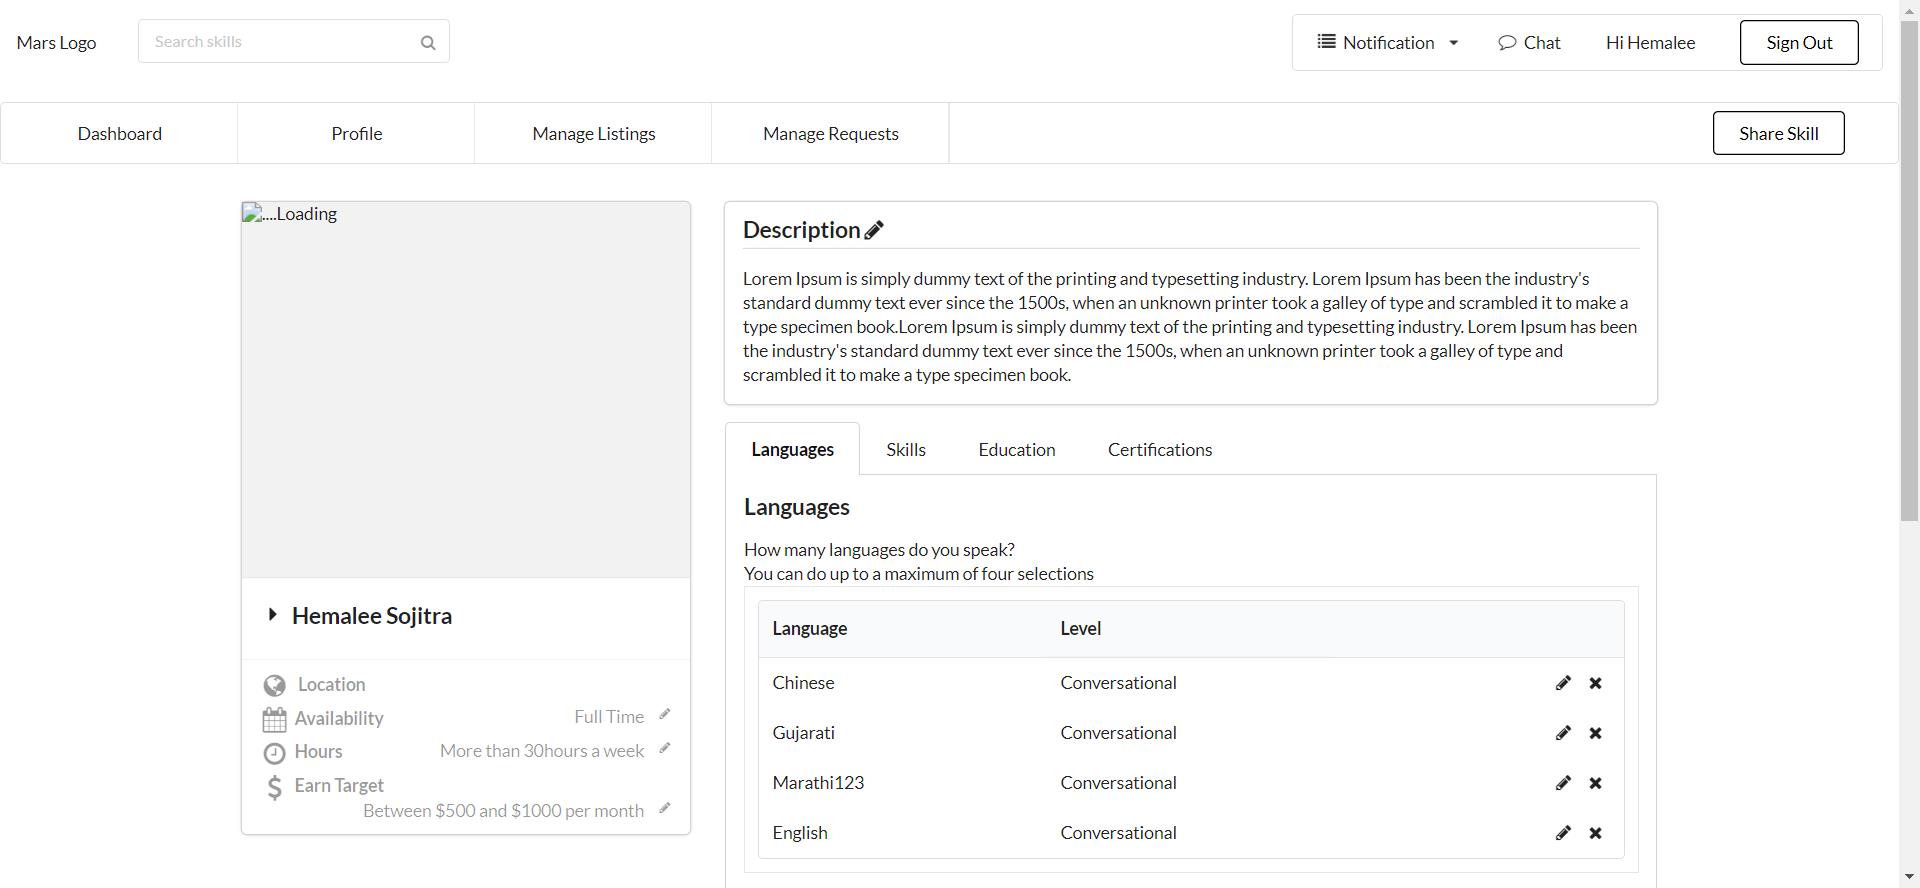 Mars Logo
Search skills
Notification
Chat
Hi Hemalee
Sign Out
Dashboard
Profile
Manage Listings
Manage Requests
Share Skill
....Loading
Hemalee Sojitra
Location
Availability
Full Time
Hours
More than 30hours a week
Earn Target
Between $500 and $1000 per month
Description
Lorem Ipsum is simply dummy text of the printing and typesetting industry. Lorem Ipsum has been the industry's
standard dummy text ever since the 1500s, when an unknown printer took a galley of type and scrambled it to make a
type specimen book.Lorem Ipsum is simply dummy text of the printing and typesetting industry. Lorem Ipsum has been
the industry's standard dummy text ever since the 1500s, when an unknown printer took a galley of type and
scrambled it to make a type specimen book.
Languages
Skills
Education
Certifications
Languages
How many languages do you speak?
You can do up to a maximum of four selections
Language Level
Chinese Conversational
Gujarati Conversational
Marathi123 Conversational
English Conversational